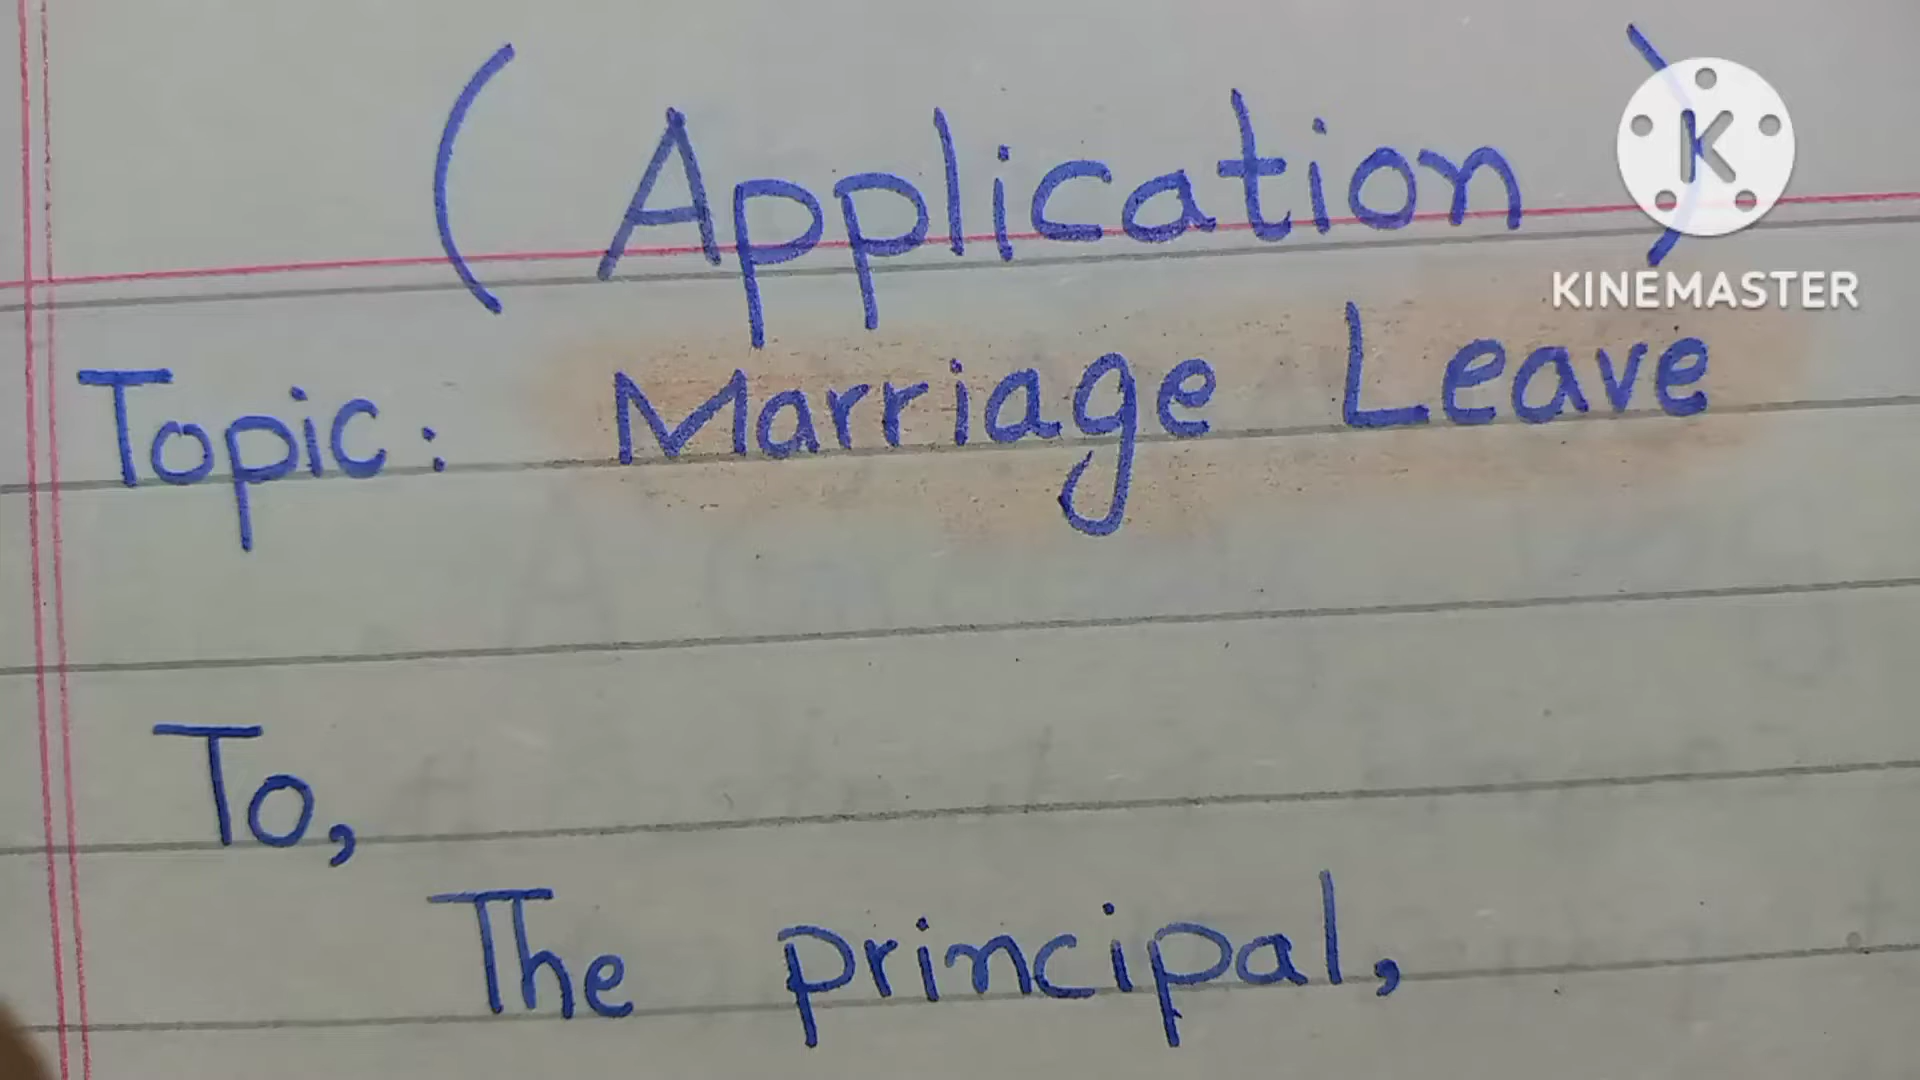 ( Application )
K
KINEMASTER
Topic: Marriage Leave
To,
The principal,